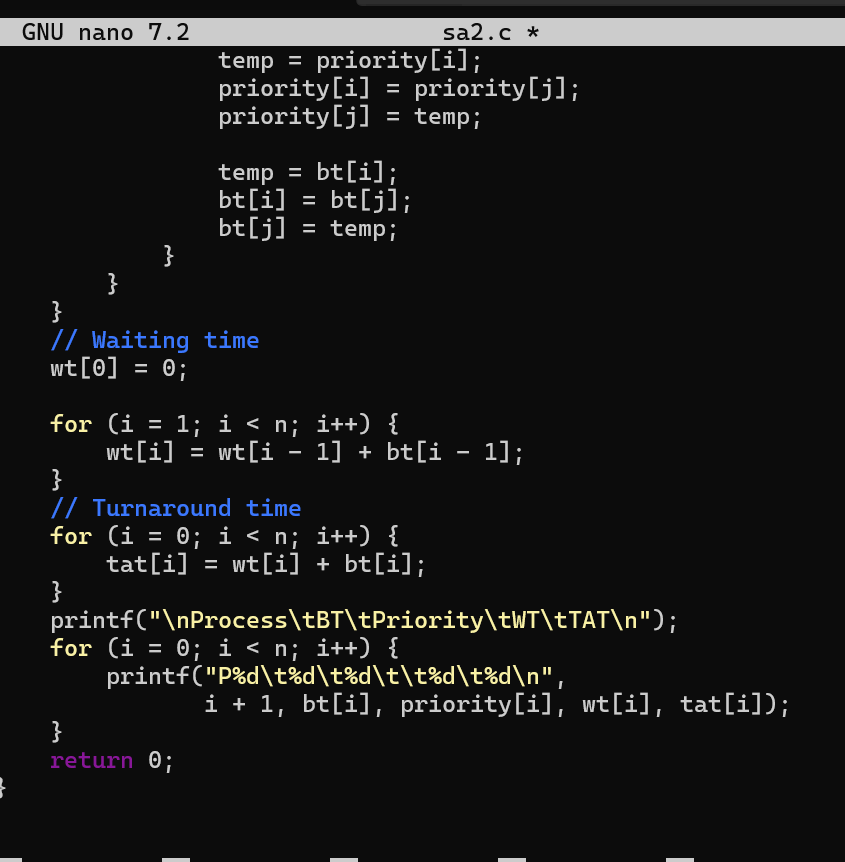 GNU nano 7.2                  sa2.c *
                temp = priority[i];
                priority[i] = priority[j];
                priority[j] = temp;

                temp = bt[i];
                bt[i] = bt[j];
                bt[j] = temp;
            }
        }
    }
    // Waiting time
    wt[0] = 0;

    for (i = 1; i < n; i++) {
        wt[i] = wt[i - 1] + bt[i - 1];
    }
    // Turnaround time
    for (i = 0; i < n; i++) {
        tat[i] = wt[i] + bt[i];
    }
    printf("\nProcess\tBT\tPriority\tWT\tTAT\n");
    for (i = 0; i < n; i++) {
        printf("P%d\t%d\t%d\t\t%d\t%d\n",
               i + 1, bt[i], priority[i], wt[i], tat[i]);
    }
    return 0;
}